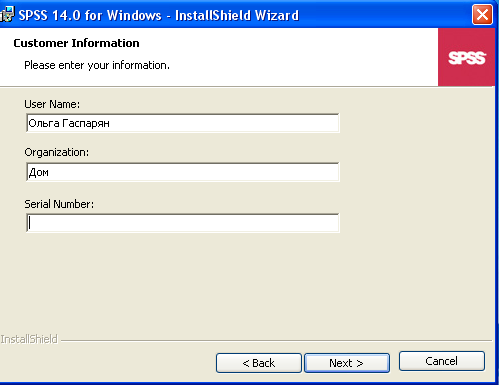 SPSS 14.0 for Windows - InstallShield Wizard
Customer Information
Please enter your information.
SPSS
User Name:
Ольга Гаспарян
Organization:
Дом
Serial Number:
InstallShield
< Back
Next >
Cancel